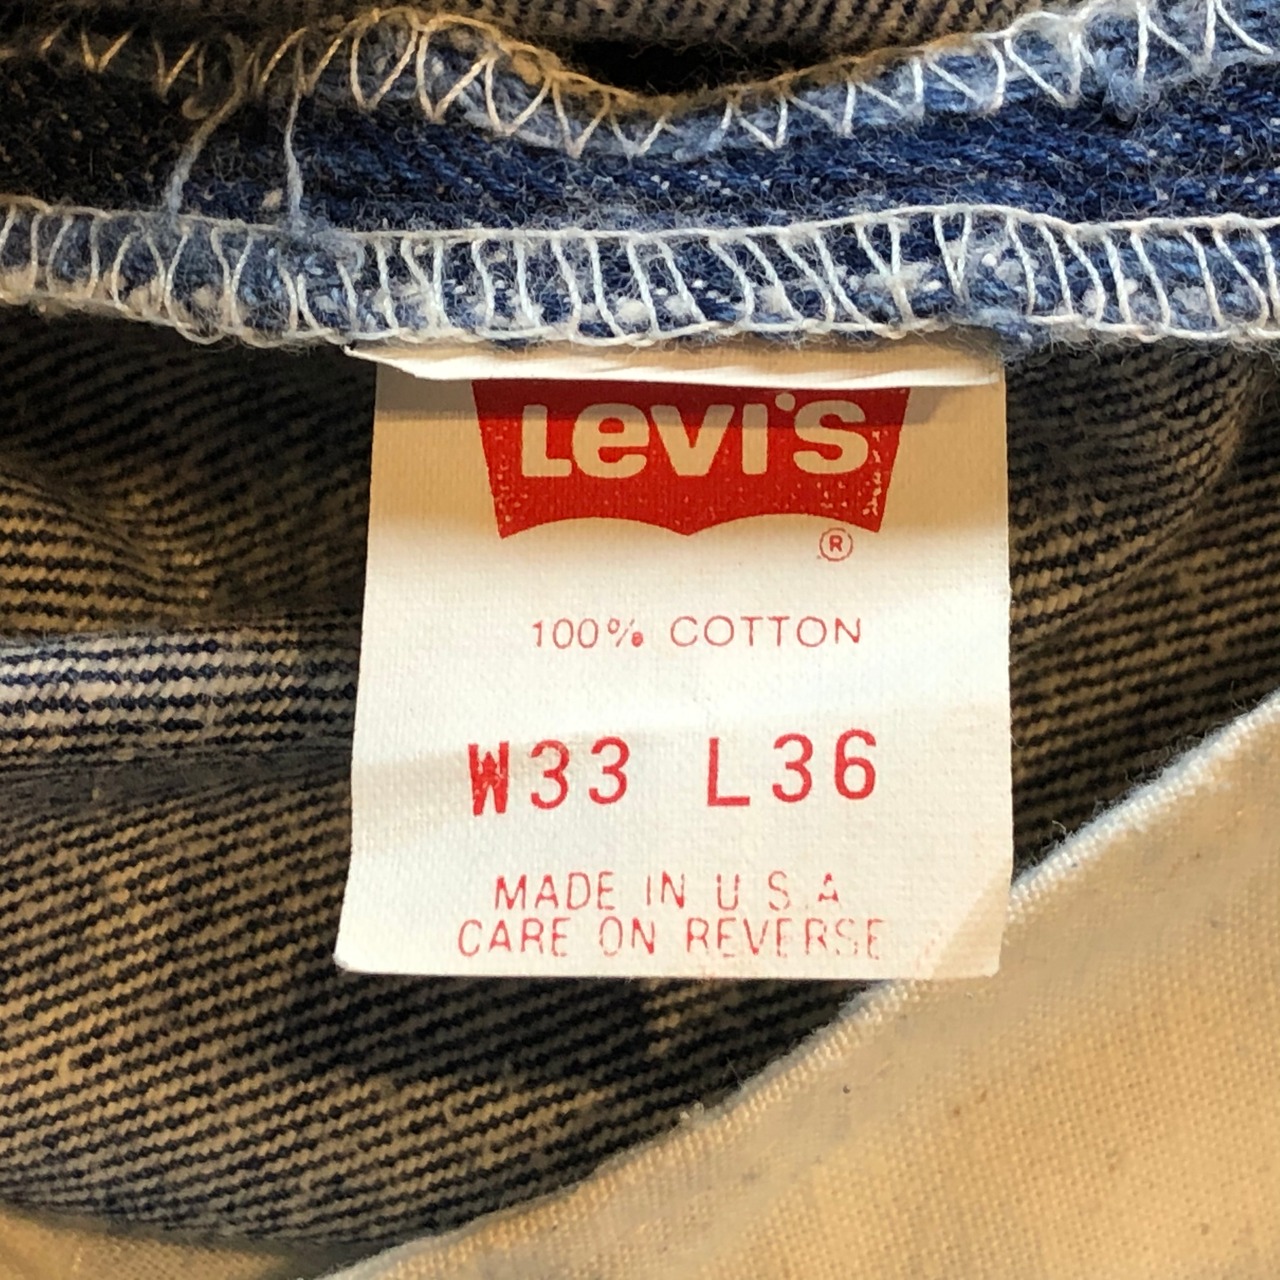 Levi's
®
100% COTTON
W33 L36
MADE IN U.S.A
CARE ON REVERSE